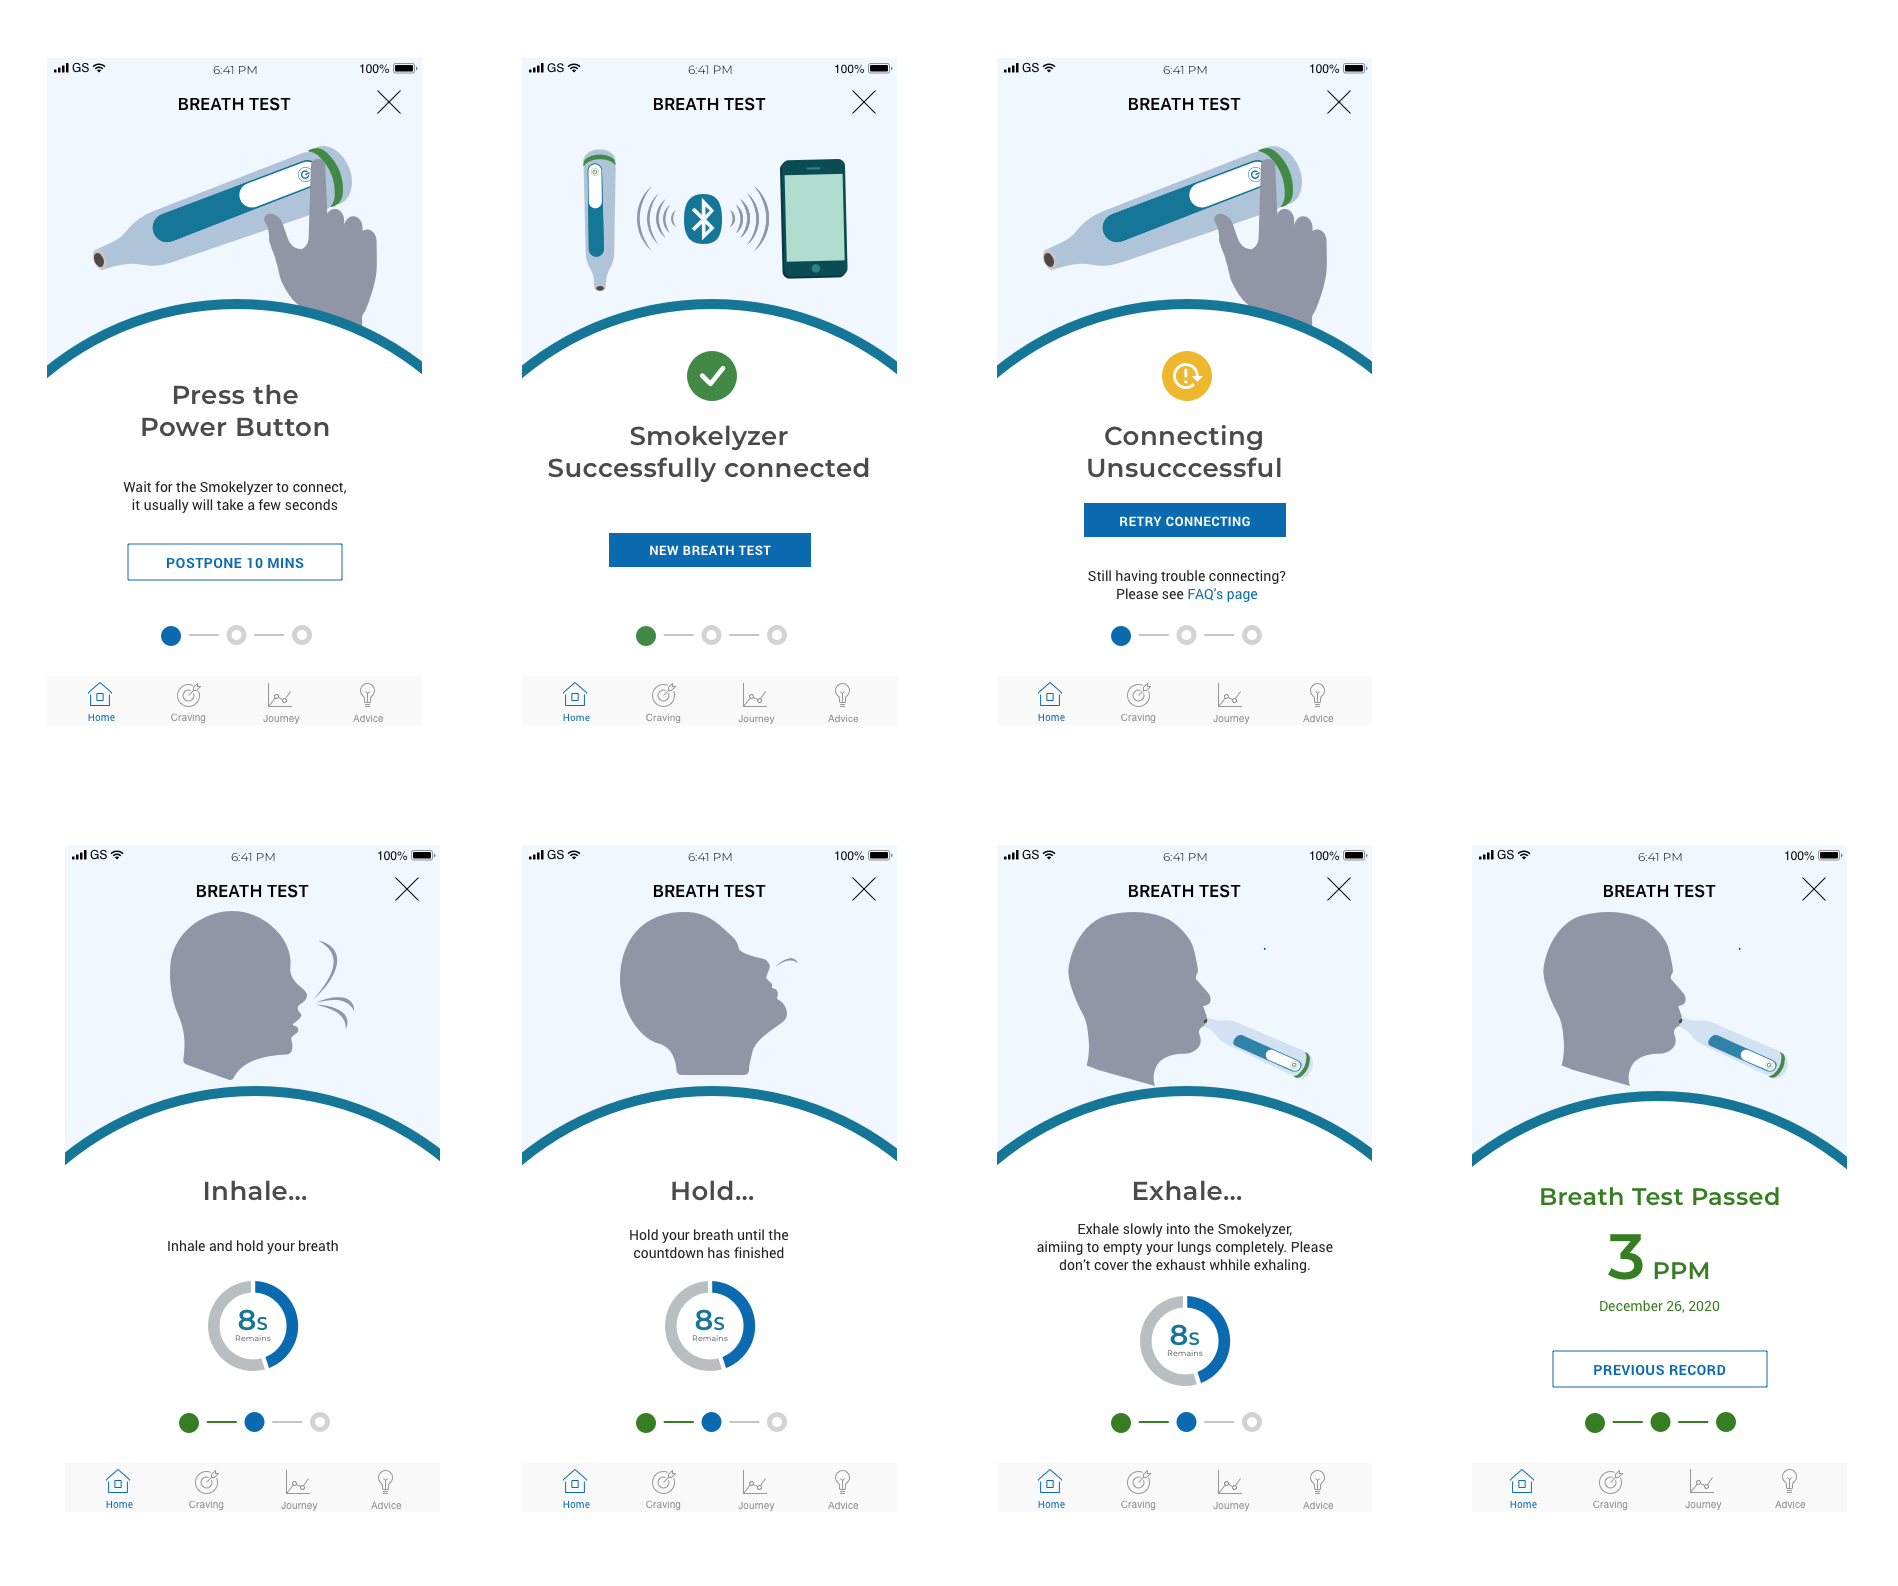 GS 6:41 PM 100%
BREATH TEST
Press the
Power Button
Wait for the Smokelyzer to connect,
it usually will take a few seconds
POSTPONE 10 MINS
Home Craving Journey Advice
GS 6:41 PM 100%
BREATH TEST
Smokelyzer
Successfully connected
NEW BREATH TEST
Home Craving Journey Advice
GS 6:41 PM 100%
BREATH TEST
Connecting
Unsucccessful
RETRY CONNECTING
Still having trouble connecting?
Please see FAQ's page
Home Craving Journey Advice
GS 6:41 PM 100%
BREATH TEST
Inhale...
Inhale and hold your breath
8s
Remains
Home Craving Journey Advice
GS 6:41 PM 100%
BREATH TEST
Hold...
Hold your breath until the
countdown has finished
8s
Remains
Home Craving Journey Advice
GS 6:41 PM 100%
BREATH TEST
Exhale...
Exhale slowly into the Smokelyzer,
aimiing to empty your lungs completely. Please
don't cover the exhaust whhile exhaling.
8s
Remains
Home Craving Journey Advice
GS 6:41 PM 100%
BREATH TEST
Breath Test Passed
3 PPM
December 26, 2020
PREVIOUS RECORD
Home Craving Journey Advice